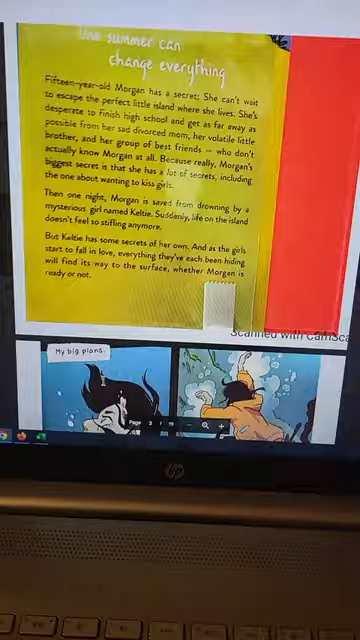 One summer can
change everything
Fifteen-year-old Morgan has a secret: She can't wait
to escape the perfect little island where she lives. She's
desperate to finish high school and get as far away as
possible from her sad divorced mom, her volatile little
brother, and her group of best friends — who don't
actually know Morgan at all. Because really, Morgan's
biggest secret is that she has a lot of secrets, including
the one about wanting to kiss girls.
Then one night, Morgan is saved from drowning by a
mysterious girl named Keltie. Suddenly, life on the island
doesn't feel so stifling anymore.
But Keltie has some secrets of her own. And as the girls
start to fall in love, everything they've each been hiding
will find its way to the surface, whether Morgan is
ready or not.
Scanned with CamSca
My big plans.
Page 3 / 19
hp